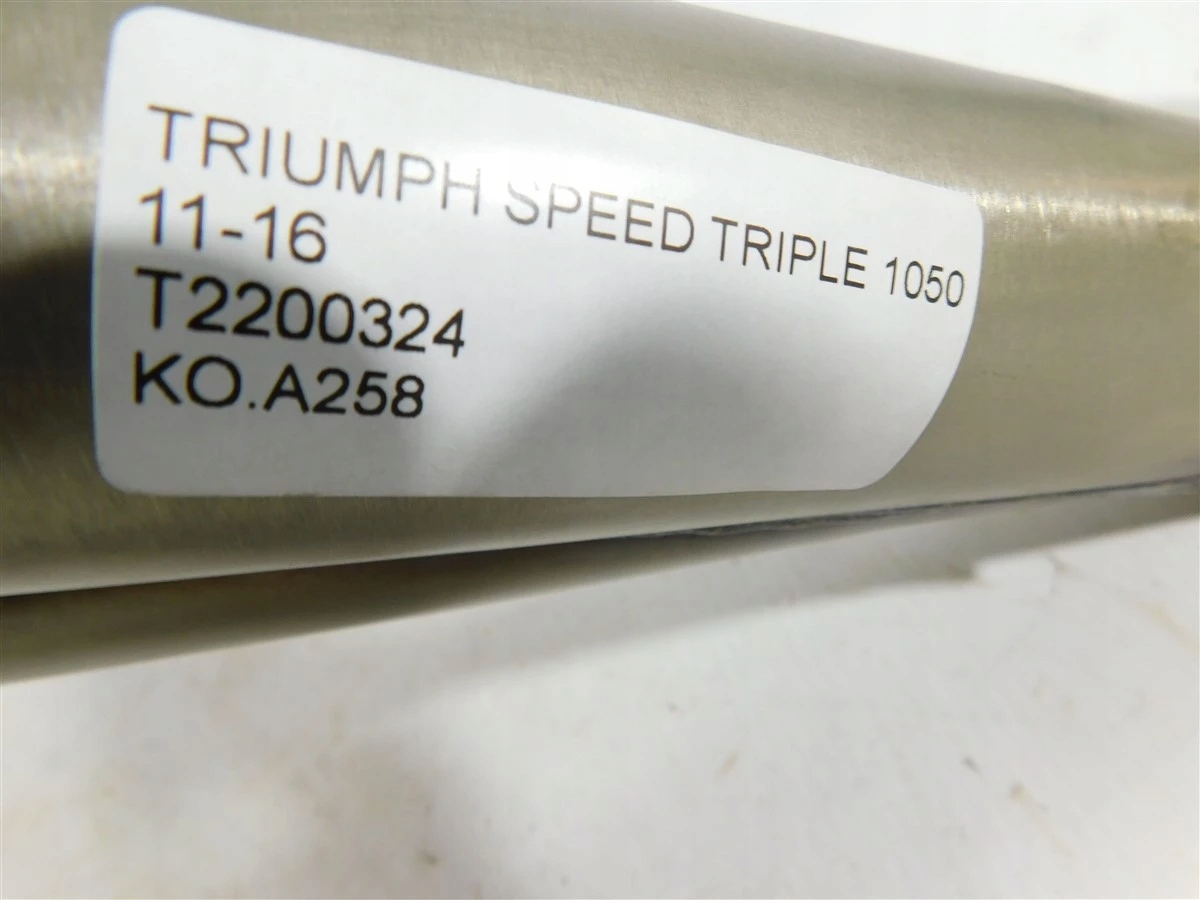 TRIUMPH SPEED TRIPLE 1050
11-16
T2200324
KO.A258